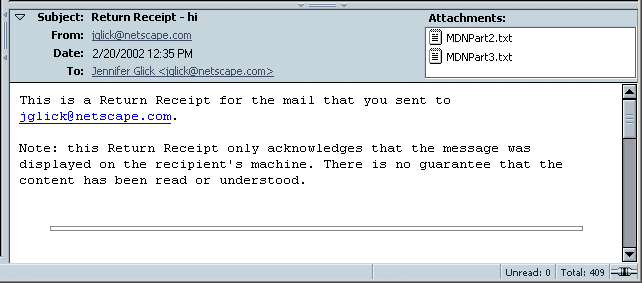 Subject: Return Receipt - hi
From: jglick@netscape.com
Date: 2/20/2002 12:35 PM
To: Jennifer Glick <jglick@netscape.com>
Attachments:
MDNPart2.txt
MDNPart3.txt
This is a Return Receipt for the mail that you sent to
jglick@netscape.com.
Note: this Return Receipt only acknowledges that the message was
displayed on the recipient's machine. There is no guarantee that the
content has been read or understood.
Unread: 0 Total: 409